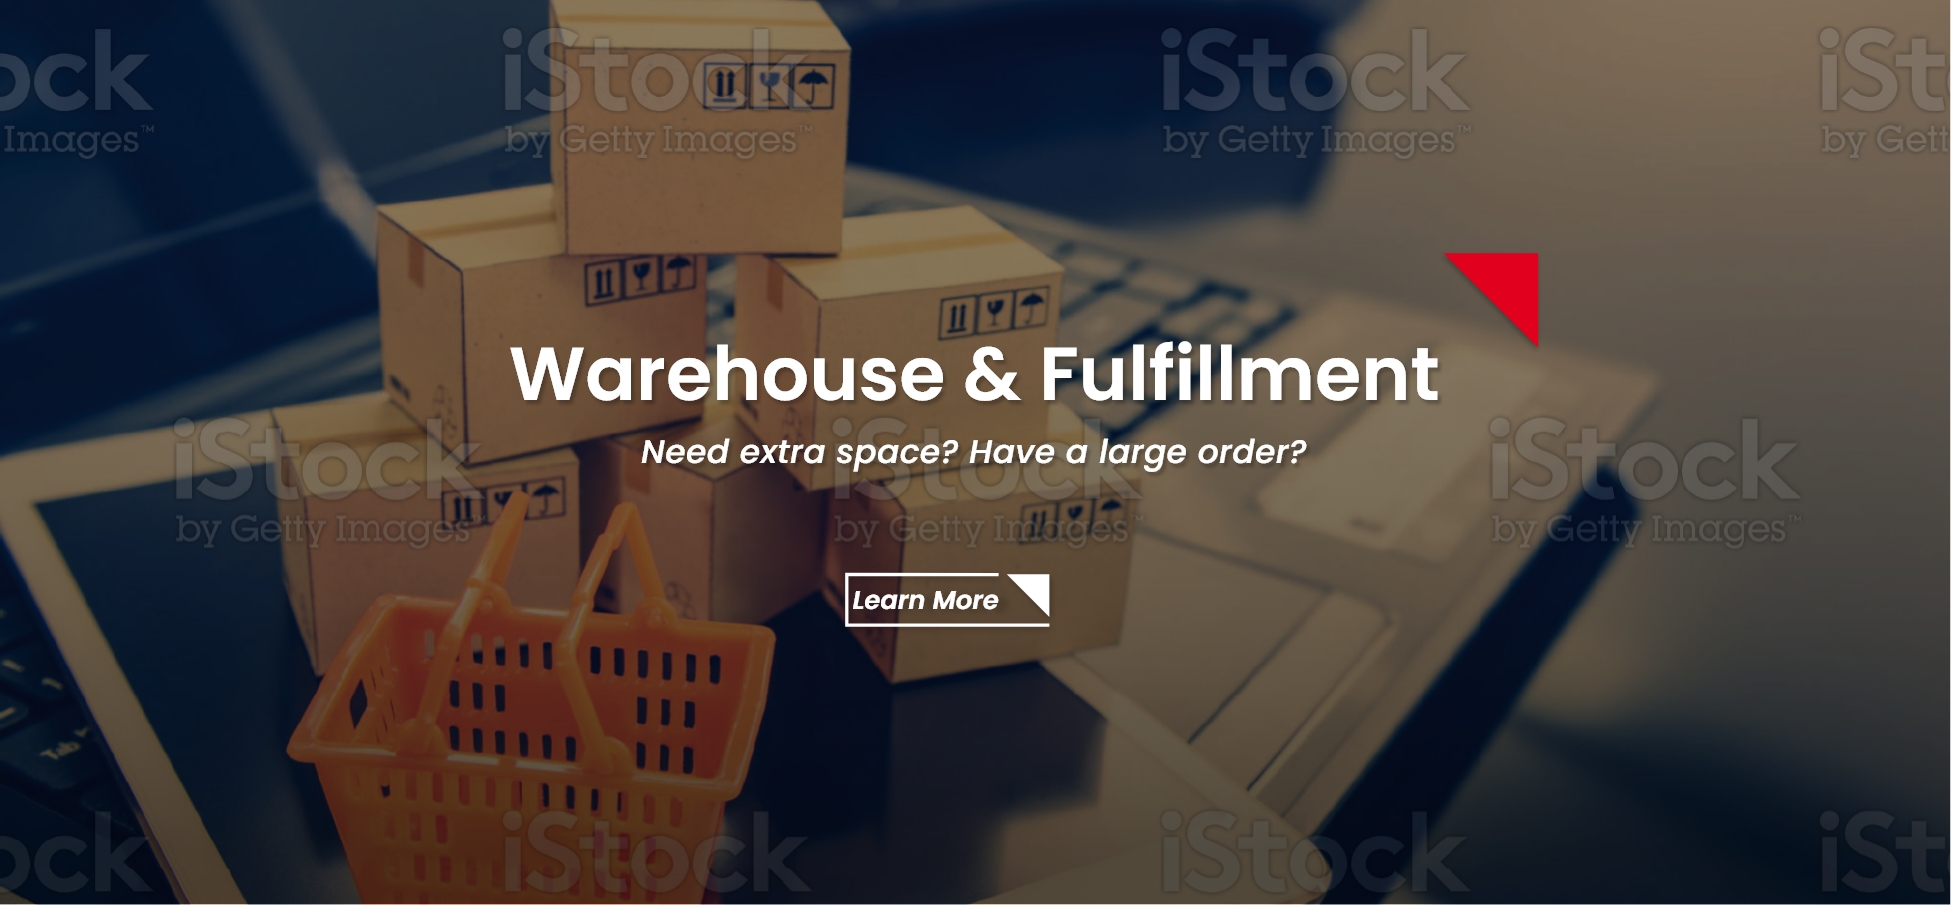 iStock
by Getty Images™
iStock
by Getty Images™
ock
Images™
iSt
by Gett
Warehouse & Fulfillment
Need extra space? Have a large order?
iStock
by Getty Images™
iStock
by Getty Images™
iStock
by Getty Images™
Learn More
Tab
ock
iStock
iStock
iSt